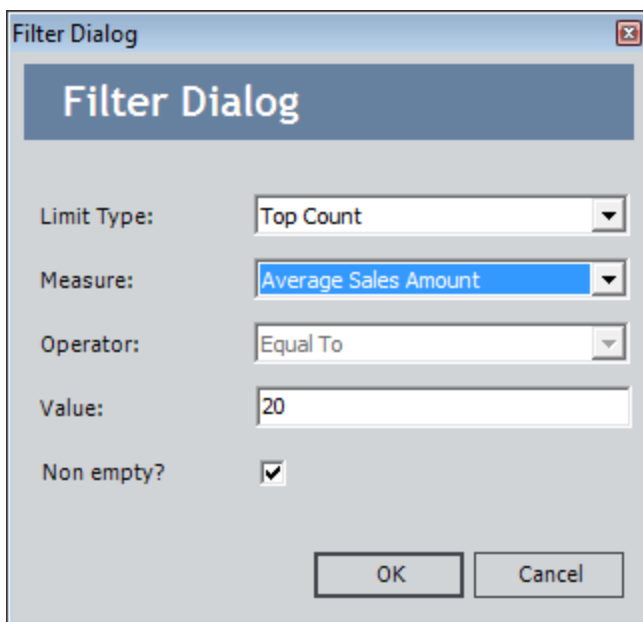 Filter Dialog
Filter Dialog
Limit Type: Top Count
Measure: Average Sales Amount
Operator: Equal To
Value: 20
Non empty?
OK Cancel